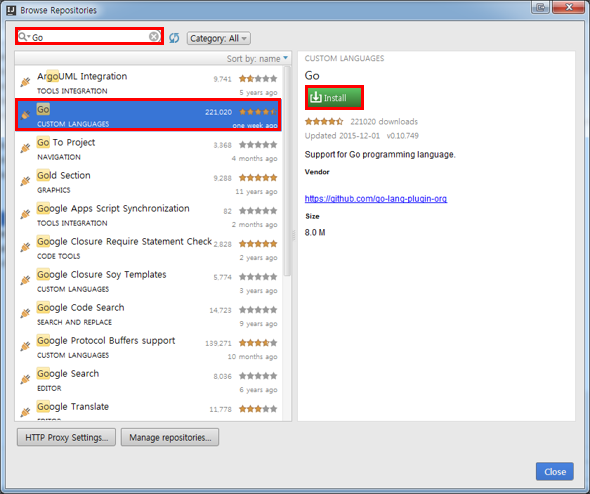 Browse Repositories
Go
Category: All
Sort by: name
ArgoUML Integration 9,741
TOOLS INTEGRATION 5 years ago
Go 221,020
CUSTOM LANGUAGES one week ago
Go To Project 3,368
NAVIGATION 4 months ago
Gold Section 9,288
GRAPHICS 11 years ago
Google Apps Script Synchronization 82
TOOLS INTEGRATION 2 months ago
Google Closure Require Statement Check 2,828
CODE TOOLS 2 years ago
Google Closure Soy Templates 5,774
CUSTOM LANGUAGES 3 years ago
Google Code Search 14,723
SEARCH AND REPLACE 9 years ago
Google Protocol Buffers support 139,271
CUSTOM LANGUAGES 10 months ago
Google Search 8,036
EDITOR 6 years ago
Google Translate 11,778
EDITOR
HTTP Proxy Settings...
Manage repositories...
CUSTOM LANGUAGES
Go
Install
221020 downloads
Updated 2015-12-01 v0.10.749
Support for Go programming language.
Vendor
https://github.com/go-lang-plugin-org
Size
8.0 M
Close